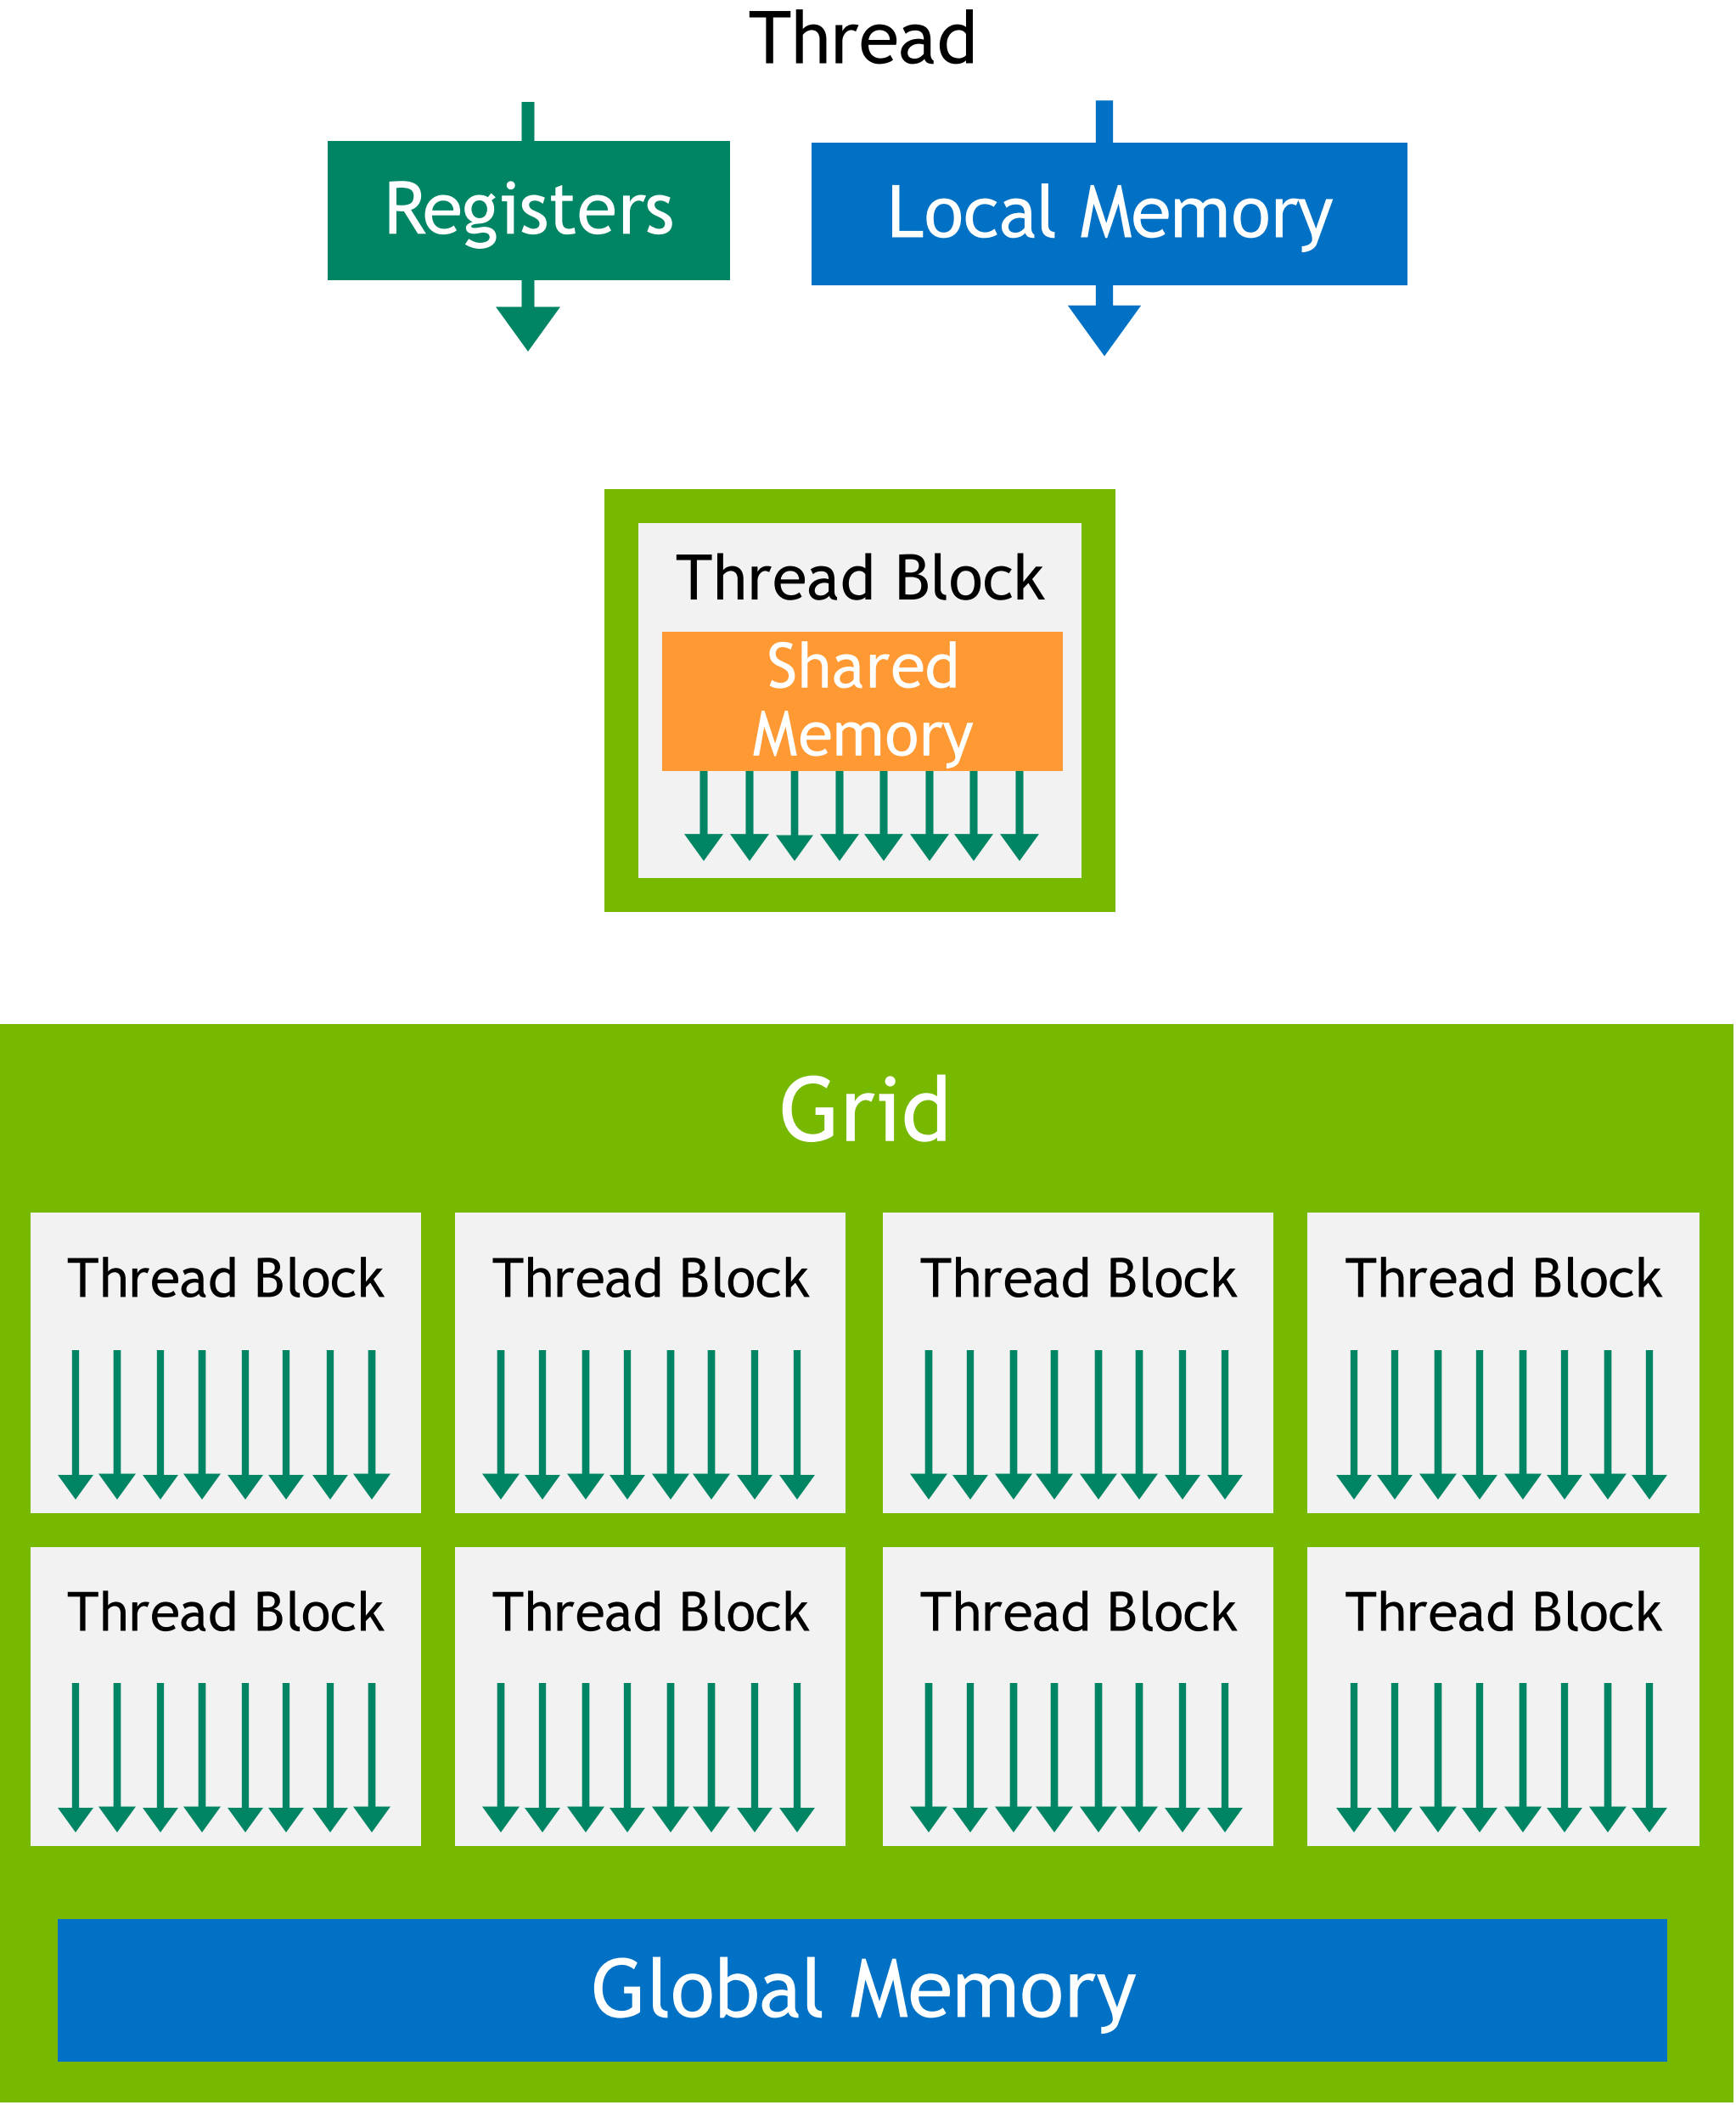 Thread
Registers
Local Memory
Thread Block
Shared
Memory
Grid
Thread Block
Thread Block
Thread Block
Thread Block
Thread Block
Thread Block
Thread Block
Thread Block
Global Memory